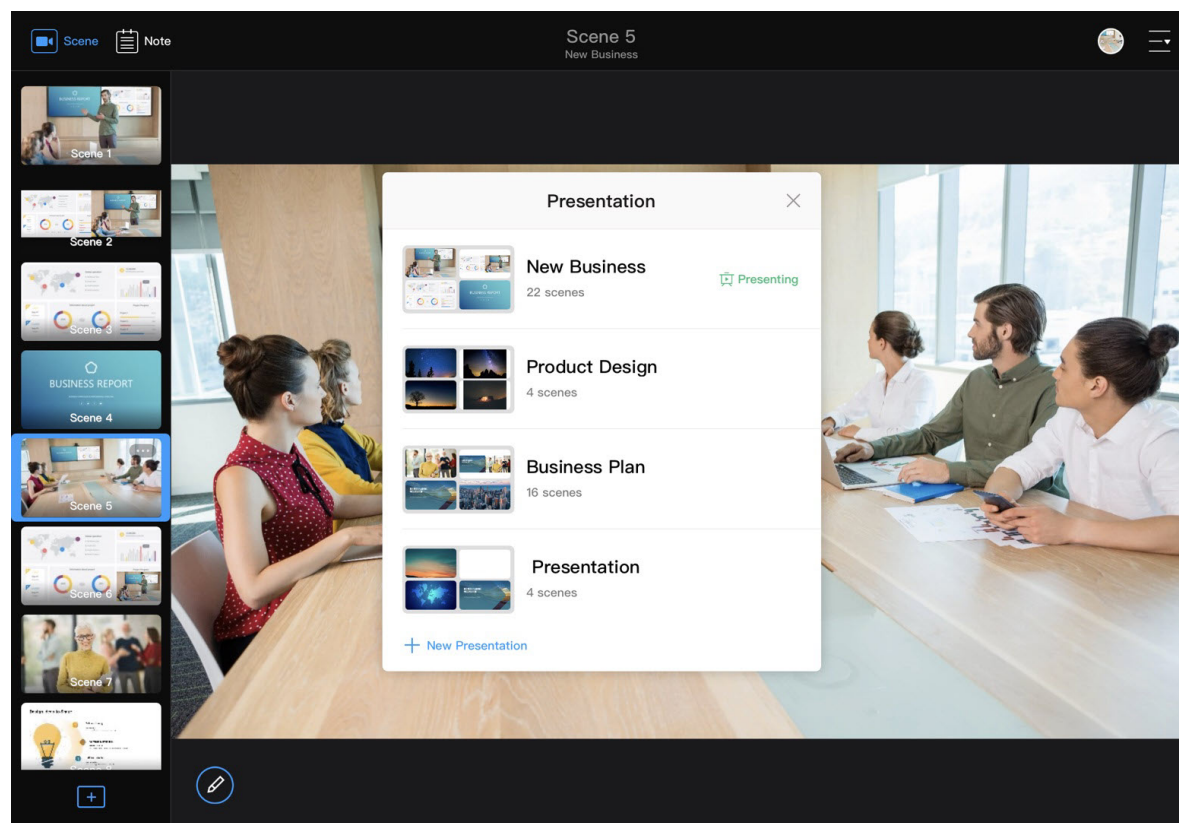 Scene
Note
Scene 5
New Business
BUSINESS REPORT
Scene 1
Scene 2
Scene 3
BUSINESS REPORT
Scene 4
Scene 5
Scene 6
Scene 7
Presentation
New Business
22 scenes
Presenting
Product Design
4 scenes
Business Plan
16 scenes
Presentation
4 scenes
New Presentation